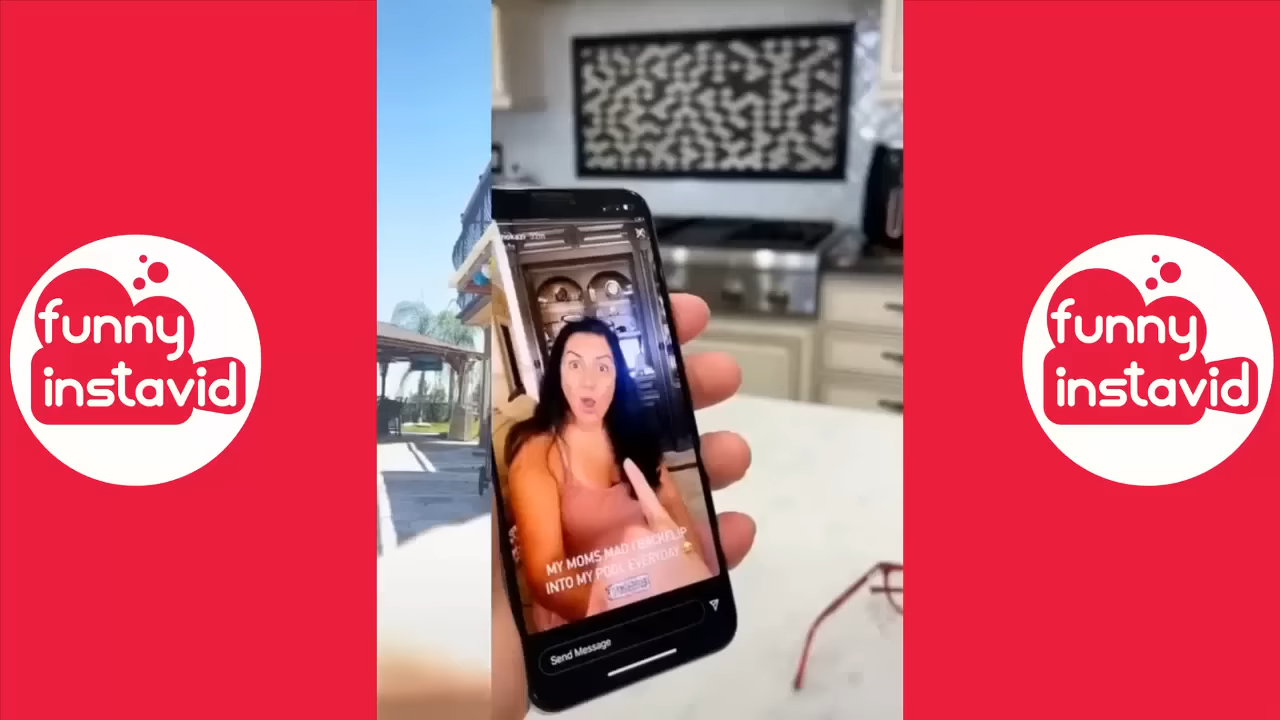 funny
instavid
MY MOMS MAD I BACKFLIP
INTO MY POOL EVERYDAY
Send Message
funny
instavid